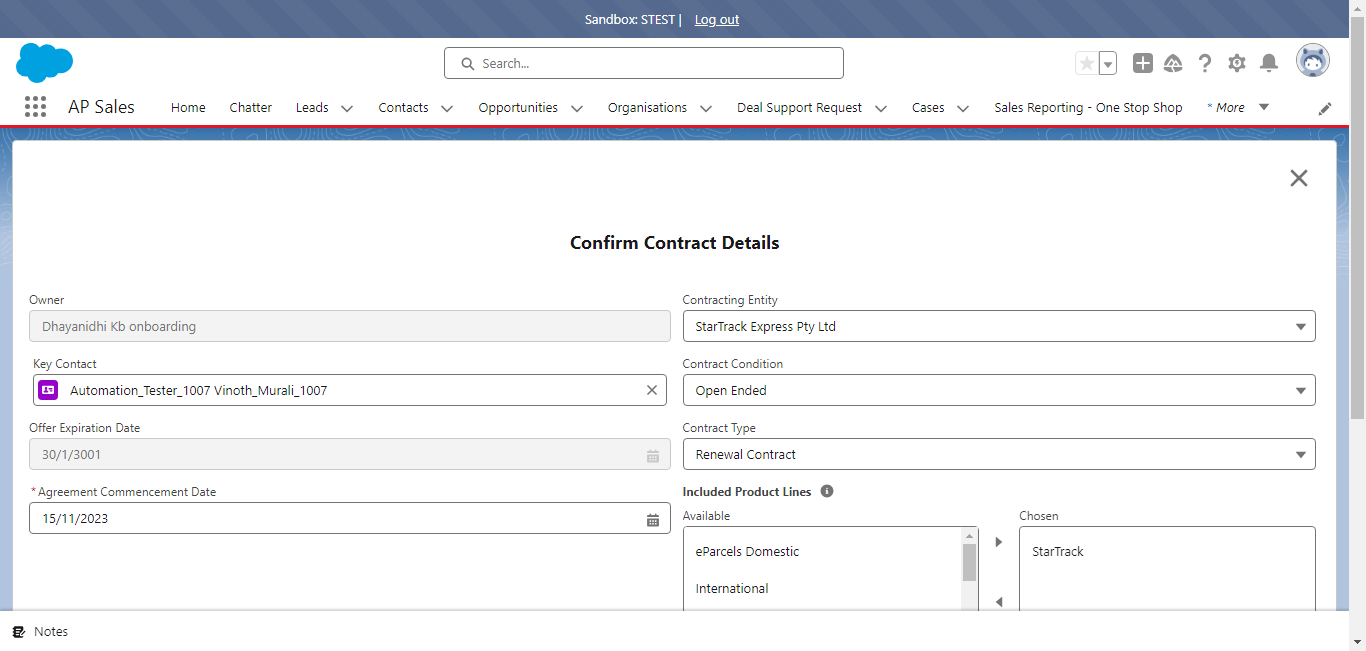 Sandbox: STEST | Log out
Search...
AP Sales Home Chatter Leads Contacts Opportunities Organisations Deal Support Request Cases Sales Reporting - One Stop Shop * More
Confirm Contract Details
Owner
Dhayanidhi Kb onboarding
Key Contact
Automation_Tester_1007 Vinoth_Murali_1007
Offer Expiration Date
30/1/3001
*Agreement Commencement Date
15/11/2023
Contracting Entity
StarTrack Express Pty Ltd
Contract Condition
Open Ended
Contract Type
Renewal Contract
Included Product Lines
Available
eParcels Domestic
International
Chosen
StarTrack
Notes